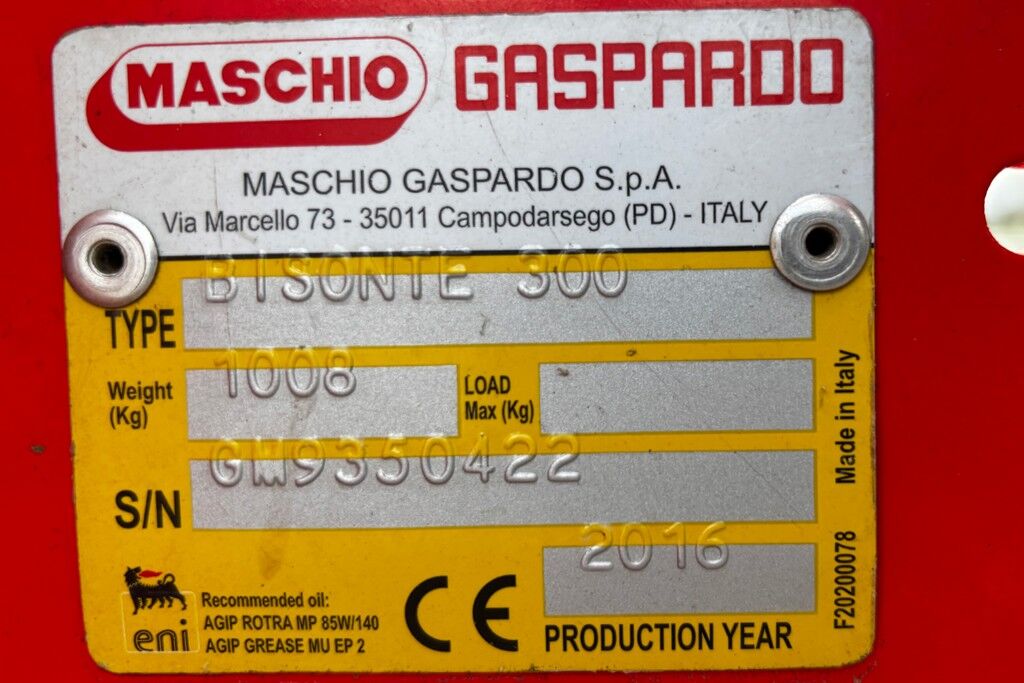 MASCHIO GASPARDO
MASCHIO GASPARDO S.p.A.
Via Marcello 73 - 35011 Campodarsego (PD) - ITALY
TYPE BISONTE 300
Weight (Kg) 1008
LOAD Max (Kg)
S/N GM9350422
2016
PRODUCTION YEAR
CE
eni
Recommended oil:
AGIP ROTRA MP 85W/140
AGIP GREASE MU EP 2
Made in Italy
F20200078